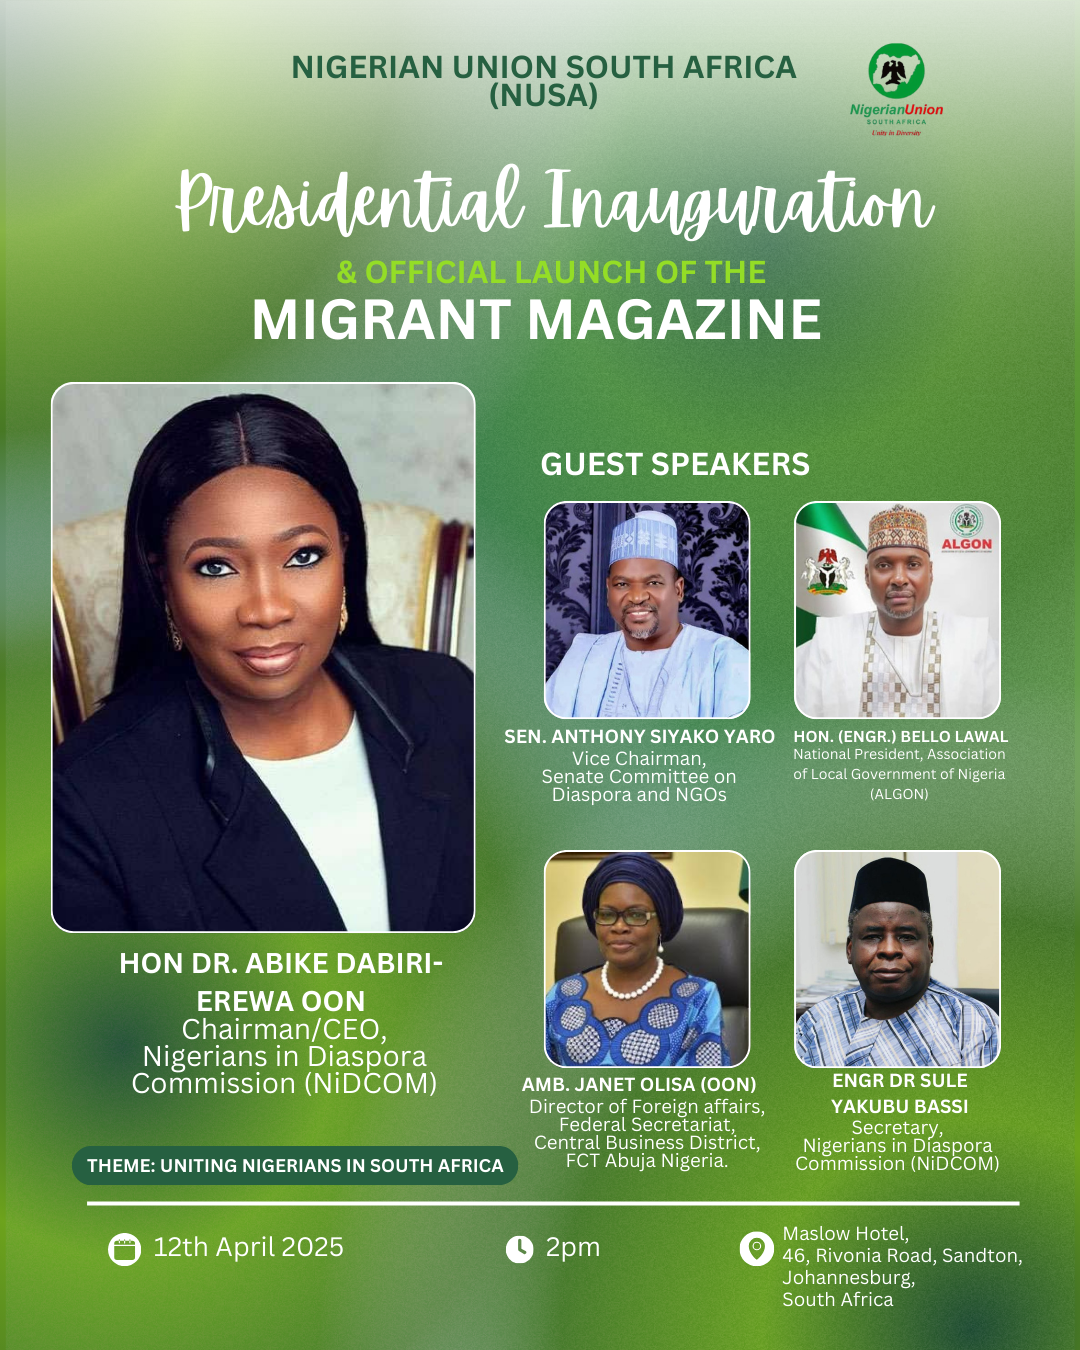 NIGERIAN UNION SOUTH AFRICA
(NUSA)
NigerianUnion
SOUTH AFRICA
Unity in Diversity
Presidential Inauguration
& OFFICIAL LAUNCH OF THE
MIGRANT MAGAZINE
GUEST SPEAKERS
ALGON
SEN. ANTHONY SIYAKO YARO
Vice Chairman,
Senate Committee on
Diaspora and NGOs
HON. (ENGR.) BELLO LAWAL
National President, Association
of Local Government of Nigeria
(ALGON)
HON DR. ABIKE DABIRI-
EREWA OON
Chairman/CEO,
Nigerians in Diaspora
Commission (NiDCOM)
AMB. JANET OLISA (OON)
Director of Foreign affairs,
Federal Secretariat,
Central Business District,
FCT Abuja Nigeria.
ENGR DR SULE
YAKUBU BASSI
Secretary,
Nigerians in Diaspora
Commission (NiDCOM)
THEME: UNITING NIGERIANS IN SOUTH AFRICA
12th April 2025
2pm
Maslow Hotel,
46, Rivonia Road, Sandton,
Johannesburg,
South Africa